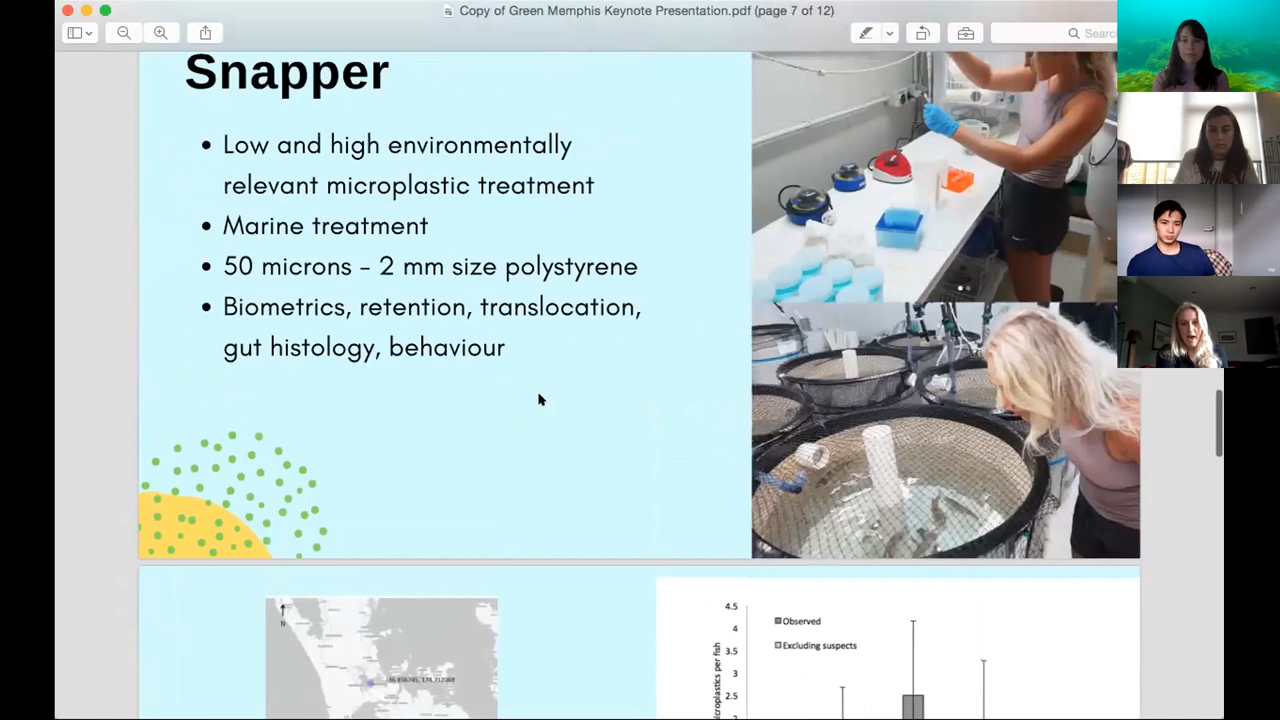 Copy of Green Memphis Keynote Presentation.pdf (page 7 of 12)
Search
Snapper
• Low and high environmentally
relevant microplastic treatment
• Marine treatment
• 50 microns - 2 mm size polystyrene
• Biometrics, retention, translocation,
gut histology, behaviour
N
4.5
4
3.5
3
2.5
Observed
Excluding suspects